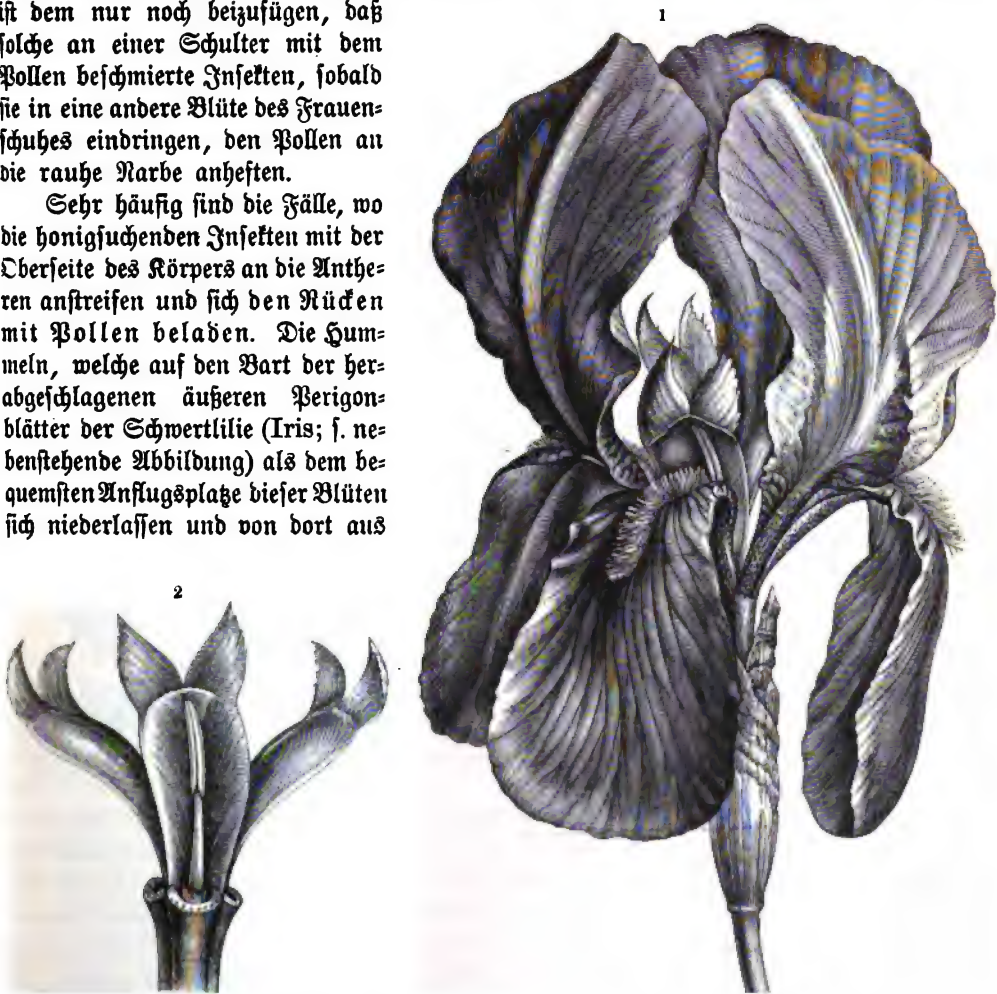 ist dem nur noch beizufügen, daß
solche an einer Schulter mit dem
Pollen beschmierte Insekten, sobald
sie in eine andere Blüte des Frauen-
schuhes eindringen, den Pollen an
die rauhe Narbe anheften.
Sehr häufig sind die Fälle, wo
die honigsuchenden Insekten mit der
Oberseite des Körpers an die Anthe-
ren anstreifen und sich den Rücken
mit Pollen beladen. Die Hum-
meln, welche auf den Bart der her-
abgeschlagenen äußeren Perigon-
blätter der Schwertlilie (Iris; s. ne-
benstehende Abbildung) als dem be-
quemsten Anflugsplatze dieser Blüten
sich niederlassen und von dort aus
1
2